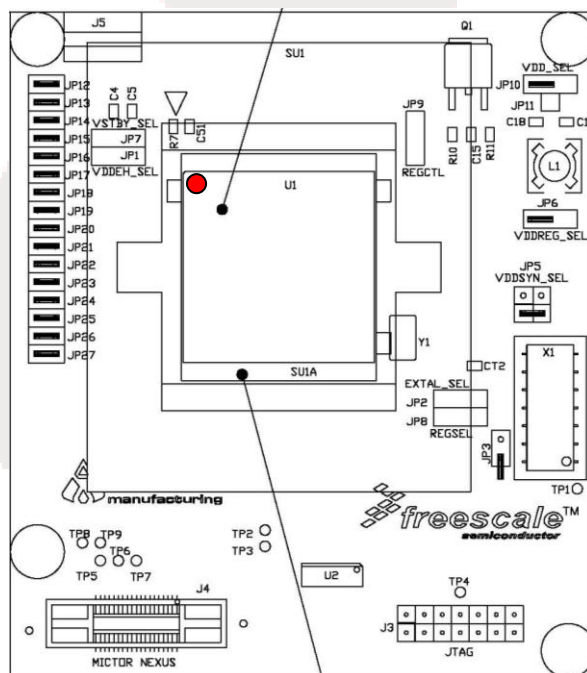 J5
SU1
Q1
VDD_SEL
JP10
JP11
C18
C1
JP12
JP13
JP14
JP15
JP16
JP17
JP18
JP19
JP20
JP21
JP22
JP23
JP24
JP25
JP26
JP27
C4
C5
VSTBY_SEL
JP7
JP1
VDDEH_SEL
R7
C51
JP9
REGCTL
R10
C15
R11
L1
U1
JP6
VDDREG_SEL
JP5
VDDSYN_SEL
Y1
X1
SU1A
CT2
EXTAL_SEL
JP2
JP8
REGSEL
JP3
TP1
manufacturing
freescale™
semiconductor
TP8
TP9
TP6
TP5
TP7
TP2
TP3
U2
TP4
J4
J3
MICTOR NEXUS
JTAG